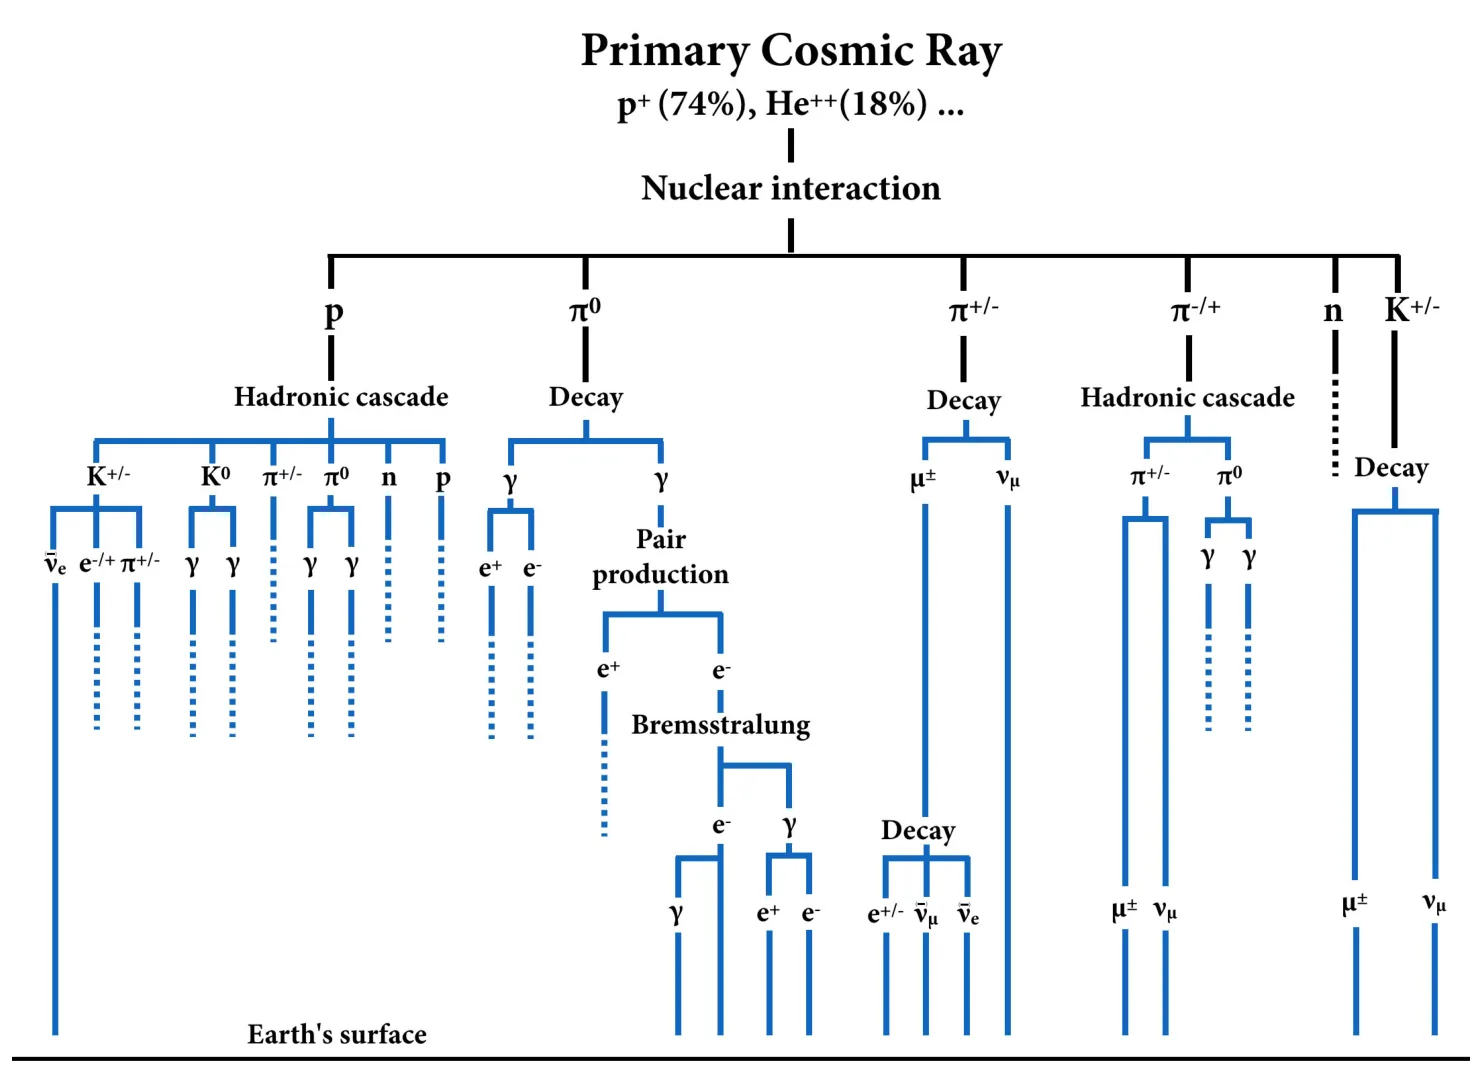 Primary Cosmic Ray
p⁺ (74%), He⁺⁺(18%) ...
Nuclear interaction
p π⁰ π⁺/⁻ π⁻/⁺ n K⁺/⁻
Hadronic cascade Decay Decay Hadronic cascade
Decay
K⁺/⁻ K⁰ π⁺/⁻ π⁰ n p γ γ μ± νμ π⁺/⁻ π⁰
Pair
production
ν̄e e⁻/⁺ π⁺/⁻ γ γ γ γ e⁺ e⁻ γ γ
e⁺ e⁻
Bremsstralung
e⁻ γ Decay
γ e⁺ e⁻ e⁺/⁻ ν̄μ ν̄e μ± νμ μ± νμ
Earth's surface